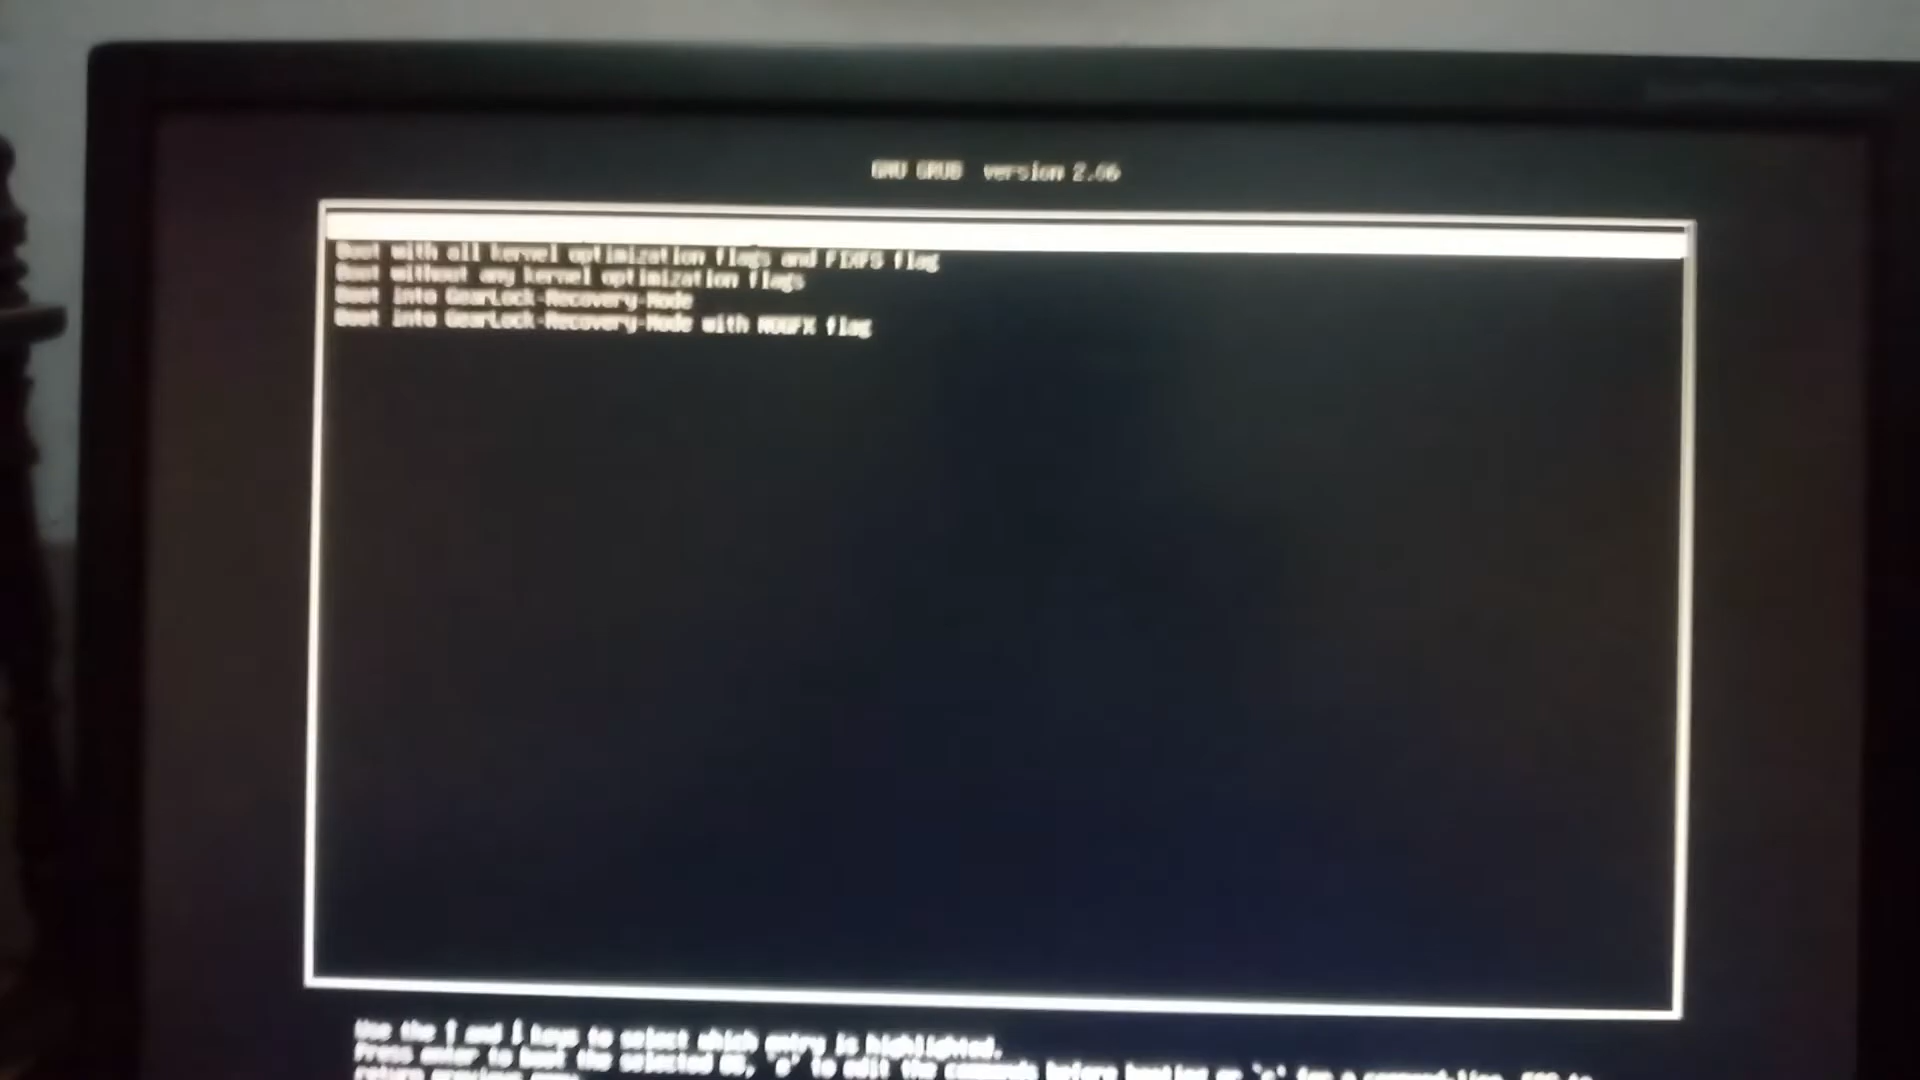 GNU GRUB version 2.06
Boot with all kernel optimization flags and FIXFS flag
Boot without any kernel optimization flags
Boot into GearLock-Recovery-Mode
Boot into GearLock-Recovery-Mode with NOGFX flag
Use the ↑ and ↓ keys to select which entry is highlighted.
Press enter to boot the selected OS, `e' to edit the commands before booting or `c' for a command-line. ESC to
return previous menu.